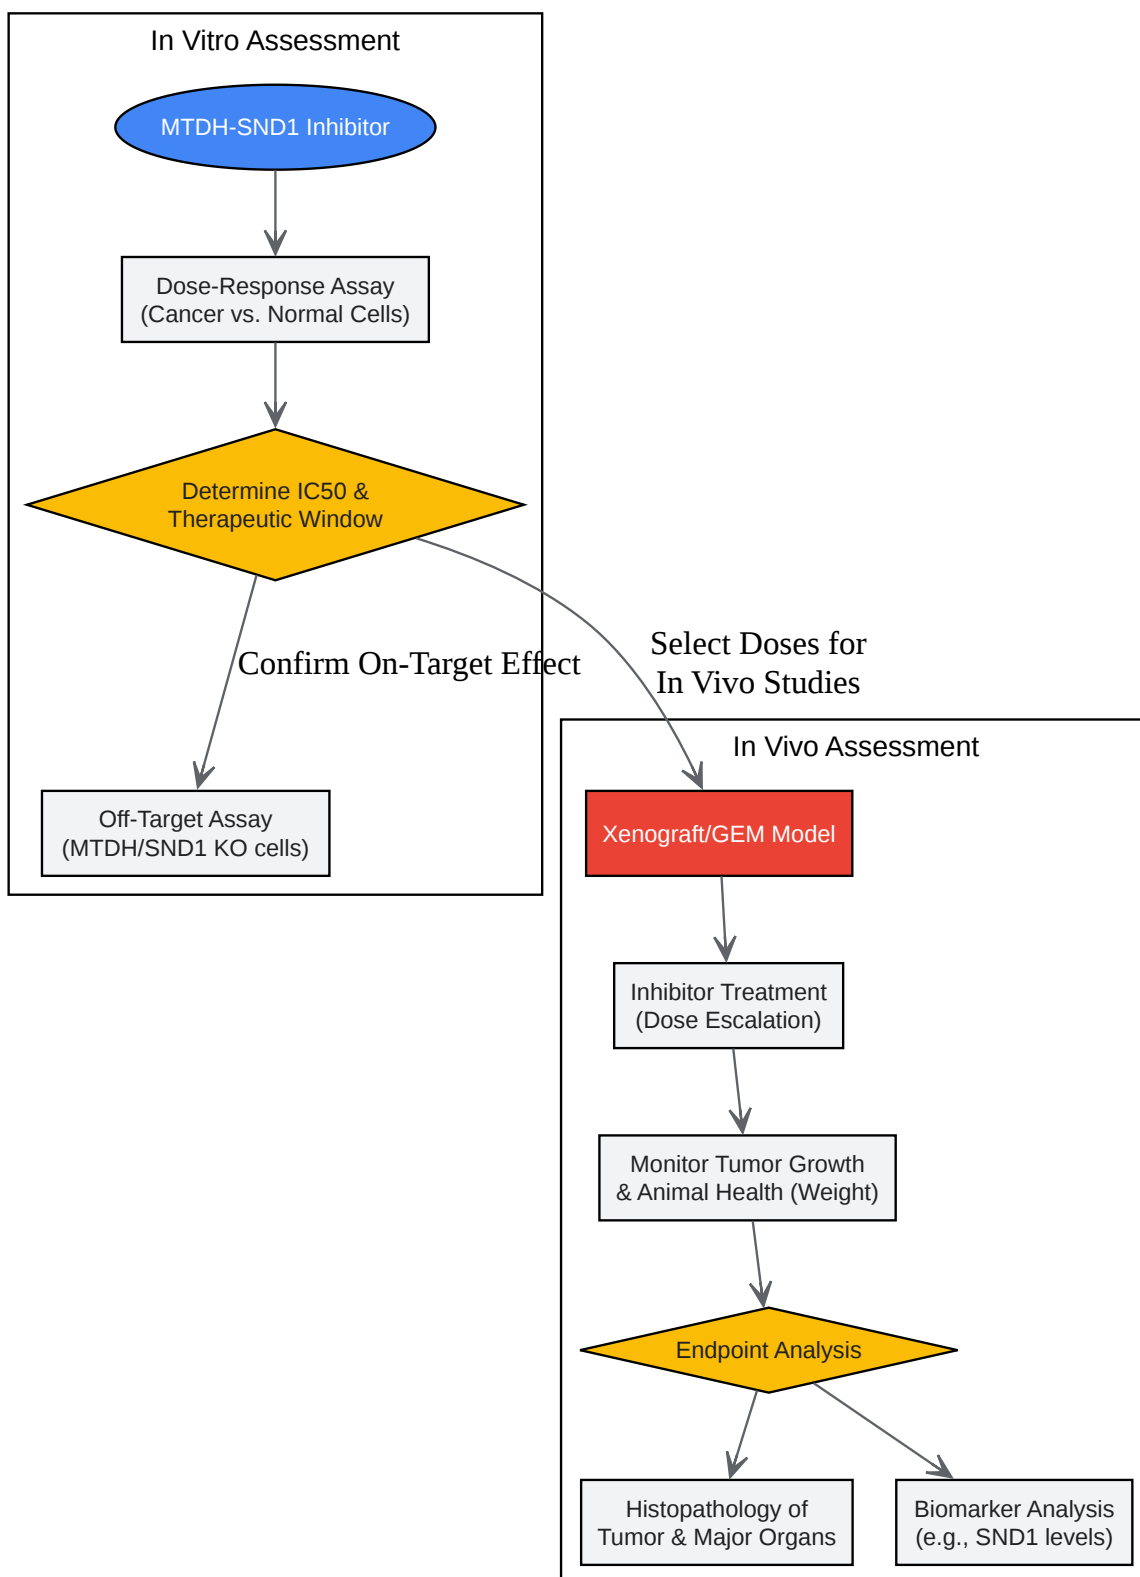 In Vitro Assessment
MTDH-SND1 Inhibitor
Dose-Response Assay
(Cancer vs. Normal Cells)
Determine IC50 &
Therapeutic Window
Confirm On-Target Effect
Select Doses for
In Vivo Studies
Off-Target Assay
(MTDH/SND1 KO cells)
In Vivo Assessment
Xenograft/GEM Model
Inhibitor Treatment
(Dose Escalation)
Monitor Tumor Growth
& Animal Health (Weight)
Endpoint Analysis
Histopathology of
Tumor & Major Organs
Biomarker Analysis
(e.g., SND1 levels)